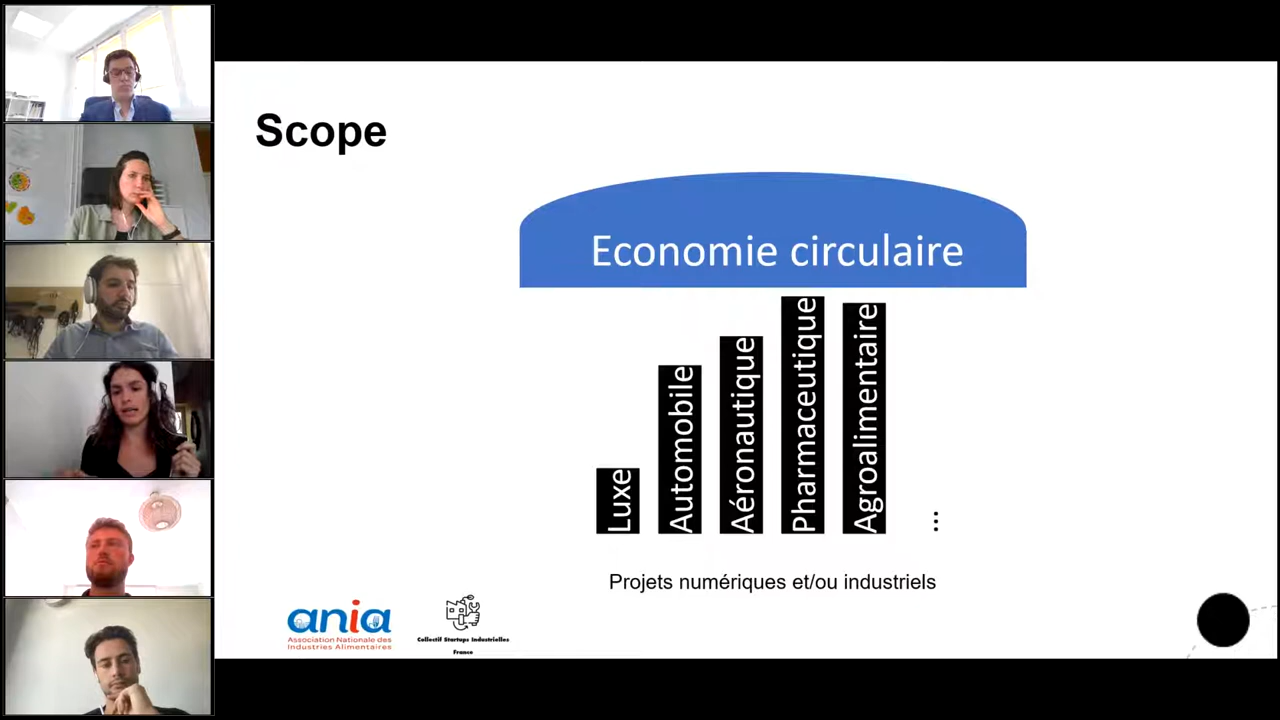 Scope
Economie circulaire
Luxe
Automobile
Aéronautique
Pharmaceutique
Agroalimentaire
...
Projets numériques et/ou industriels
ania
Association Nationale des
Industries Alimentaires
Collectif Startups Industrielles
France